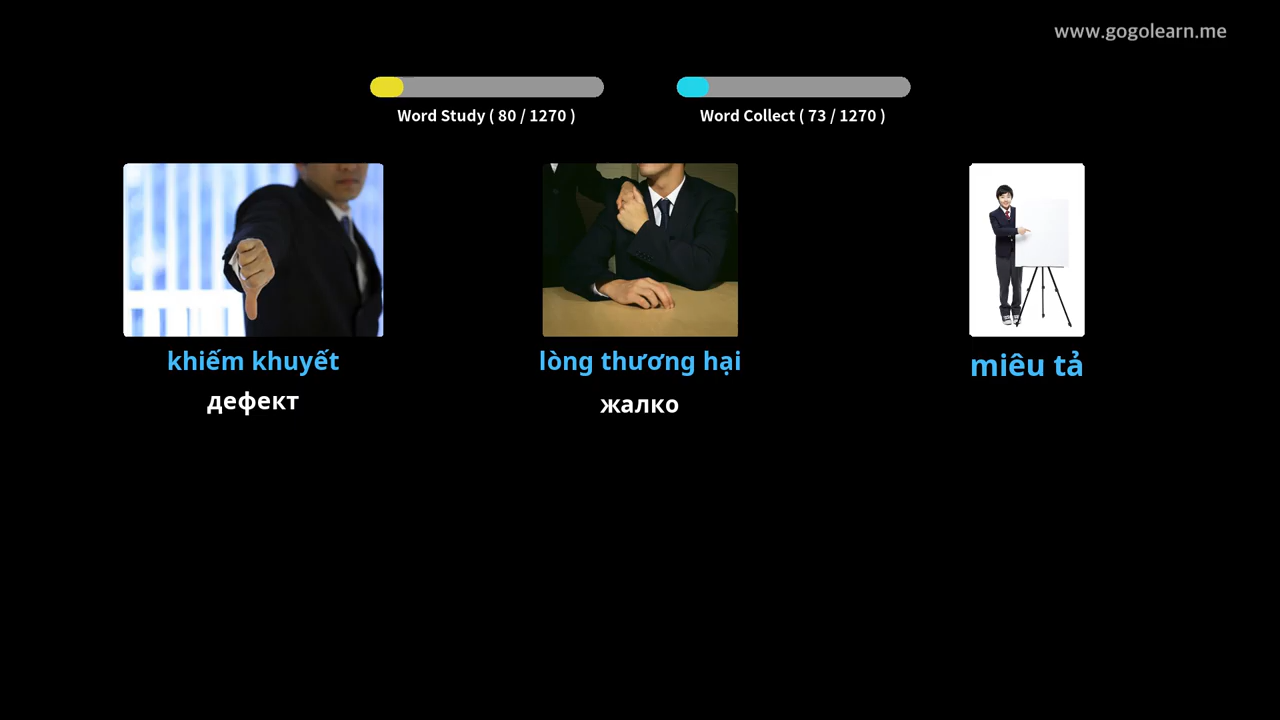 www.gogolearn.me
Word Study ( 80 / 1270 )
Word Collect ( 73 / 1270 )
khiếm khuyết
дефект
lòng thương hại
жалко
miêu tả